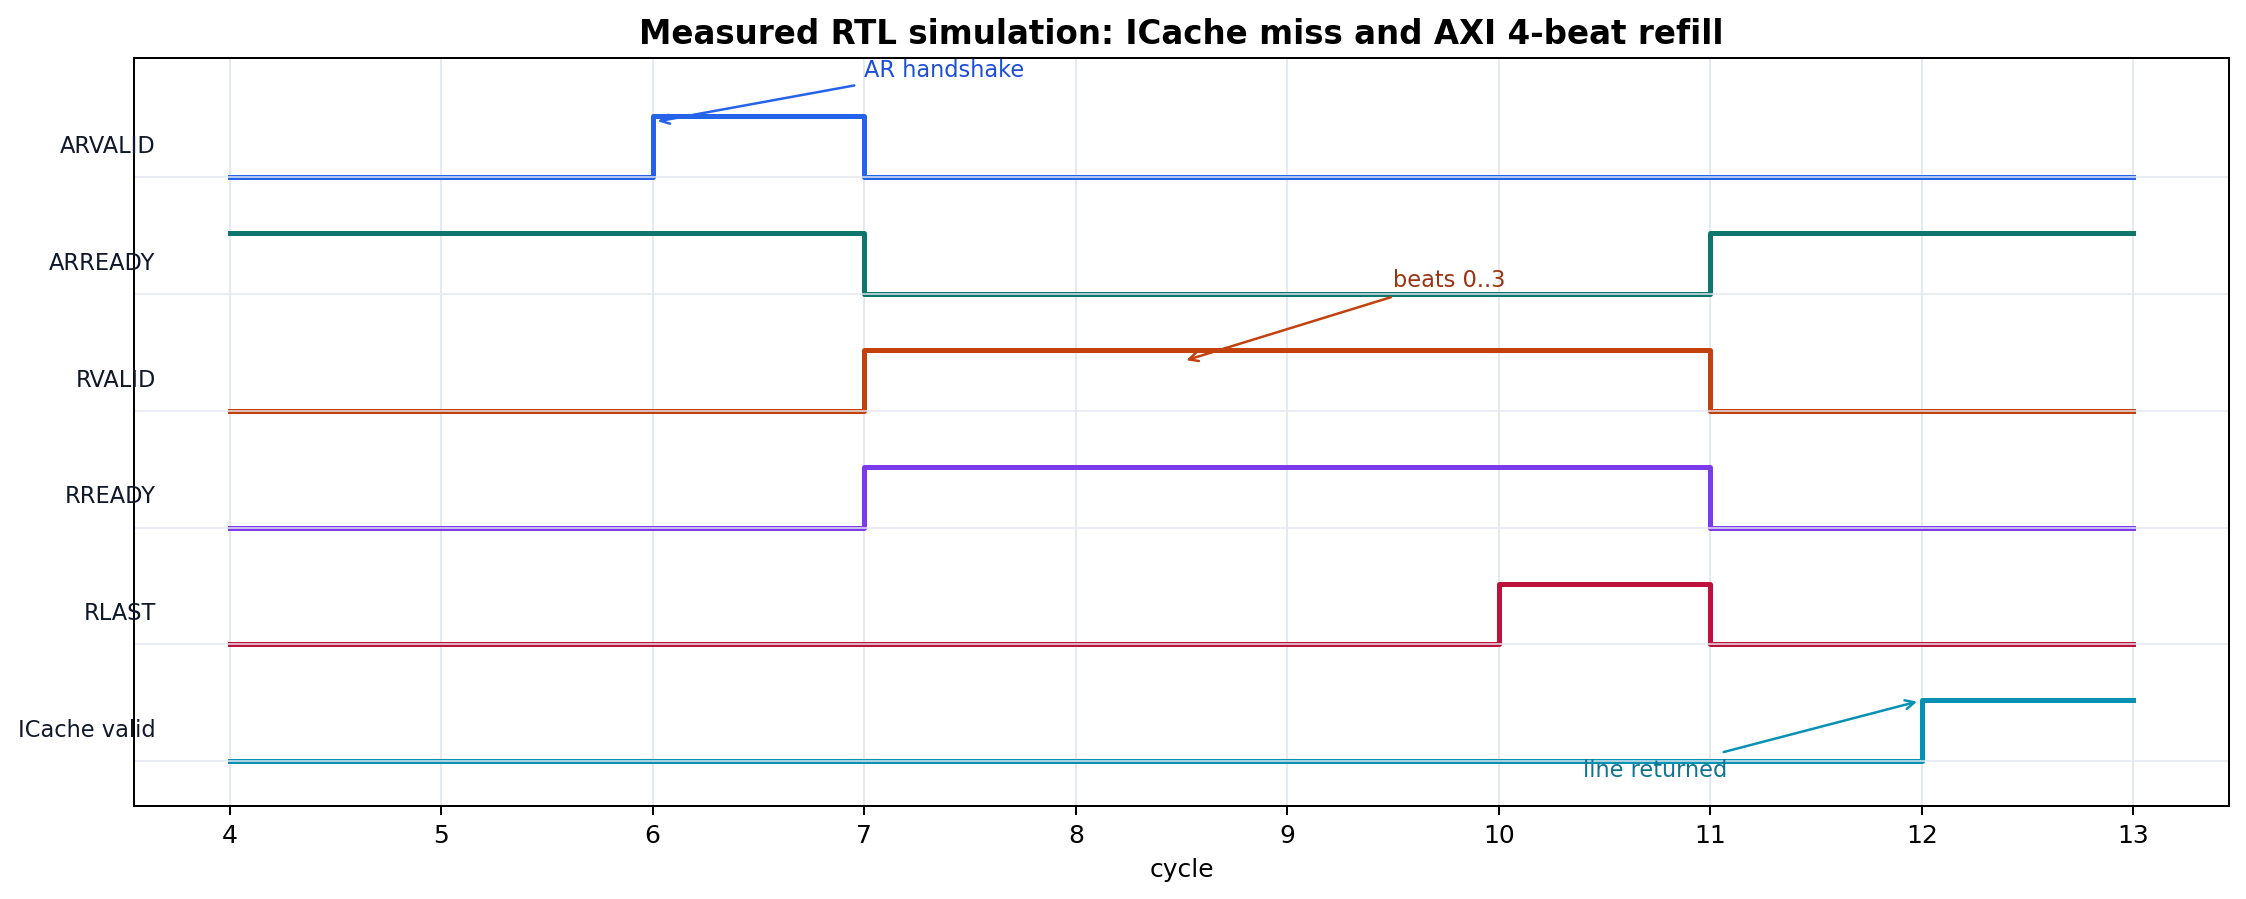 Measured RTL simulation: ICache miss and AXI 4-beat refill
AR handshake
ARVALID
ARREADY
beats 0..3
RVALID
RREADY
RLAST
ICache valid
line returned
4 5 6 7 8 9 10 11 12 13
cycle